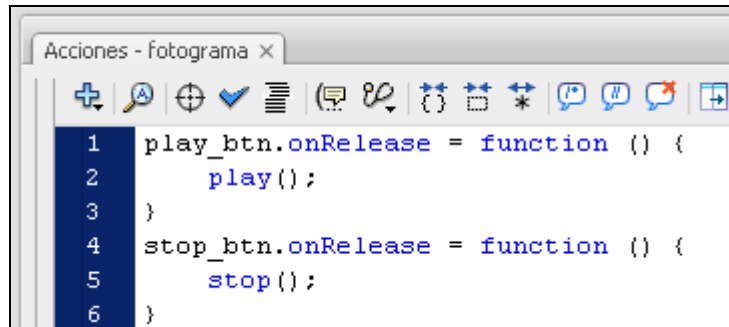 Acciones - fotograma ×
1 play_btn.onRelease = function () {
2     play();
3 }
4 stop_btn.onRelease = function () {
5     stop();
6 }